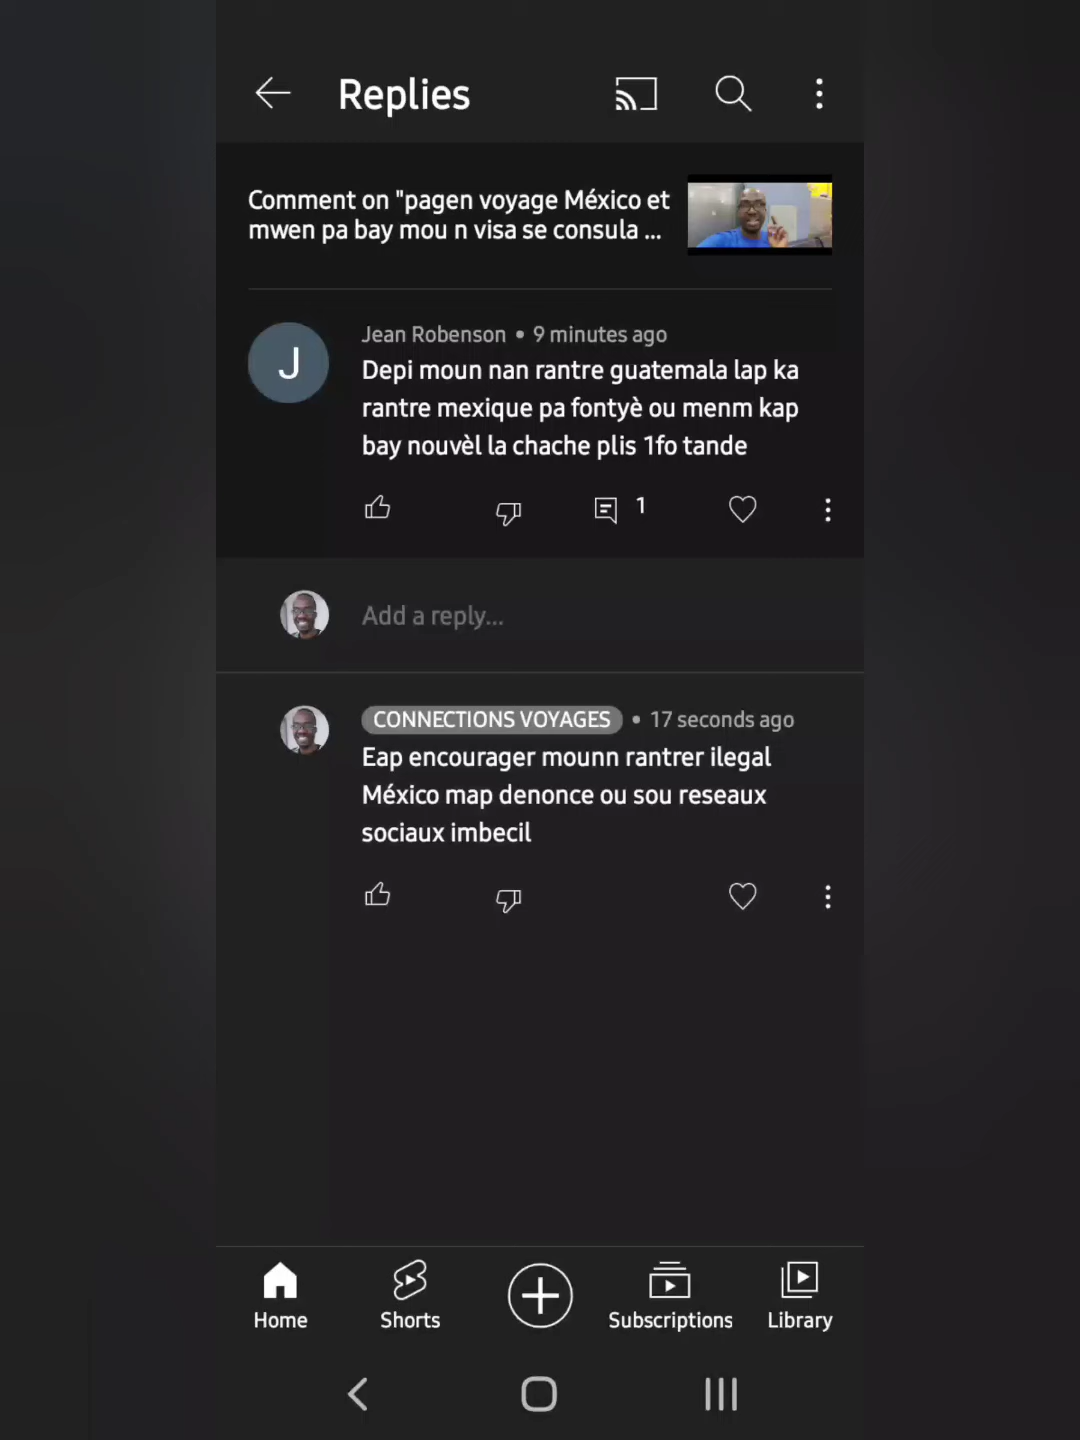 Replies
Comment on "pagen voyage México et
mwen pa bay mou n visa se consula ...
Jean Robenson • 9 minutes ago
Depi moun nan rantre guatemala lap ka
rantre mexique pa fontyè ou menm kap
bay nouvèl la chache plis 1fo tande
1
Add a reply...
CONNECTIONS VOYAGES • 17 seconds ago
Eap encourager mounn rantrer ilegal
México map denonce ou sou reseaux
sociaux imbecil
Home Shorts Subscriptions Library